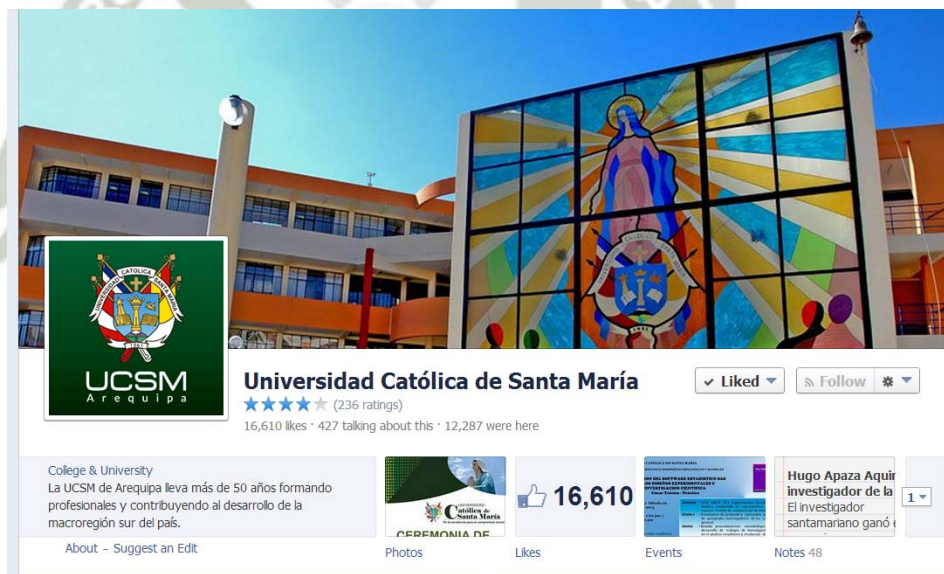 UNIVERSIDAD CATOLICA SANTA MARIA
1961
UCSM
Arequipa
Universidad Católica de Santa María
Liked
Follow
(236 ratings)
16,610 likes · 427 talking about this · 12,287 were here
College & University
La UCSM de Arequipa lleva más de 50 años formando
profesionales y contribuyendo al desarrollo de la
macroregión sur del país.
About – Suggest an Edit
Católica de
Santa María
CEREMONIA DE
Photos
16,610
Likes
Events
Hugo Apaza Aquir
investigador de la
El investigador
santamariano ganó e
Notes 48
1